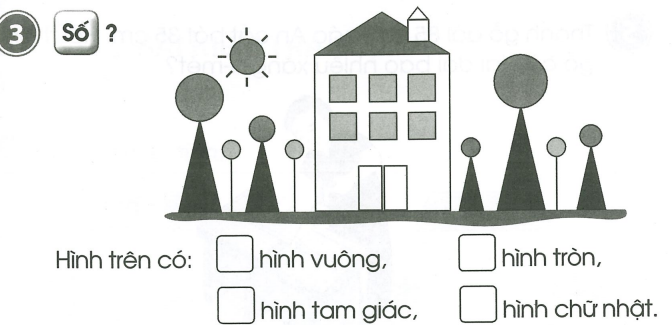 3 Số ?
Hình trên có: hình vuông, hình tròn,
hình tam giác, hình chữ nhật.